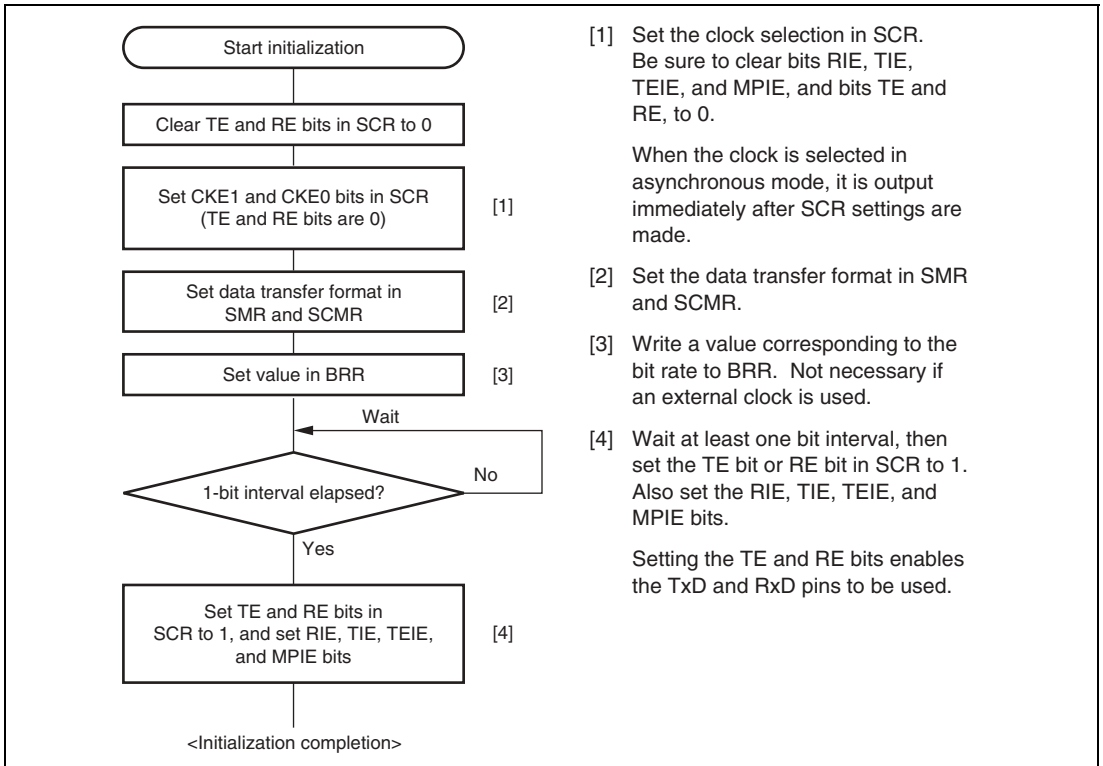 Start initialization
Clear TE and RE bits in SCR to 0
Set CKE1 and CKE0 bits in SCR
(TE and RE bits are 0)
[1]
Set data transfer format in
SMR and SCMR
[2]
Set value in BRR
[3]
Wait
No
1-bit interval elapsed?
Yes
Set TE and RE bits in
SCR to 1, and set RIE, TIE, TEIE,
and MPIE bits
[4]
<Initialization completion>
[1] Set the clock selection in SCR.
Be sure to clear bits RIE, TIE,
TEIE, and MPIE, and bits TE and
RE, to 0.
When the clock is selected in
asynchronous mode, it is output
immediately after SCR settings are
made.
[2] Set the data transfer format in SMR
and SCMR.
[3] Write a value corresponding to the
bit rate to BRR. Not necessary if
an external clock is used.
[4] Wait at least one bit interval, then
set the TE bit or RE bit in SCR to 1.
Also set the RIE, TIE, TEIE, and
MPIE bits.
Setting the TE and RE bits enables
the TxD and RxD pins to be used.